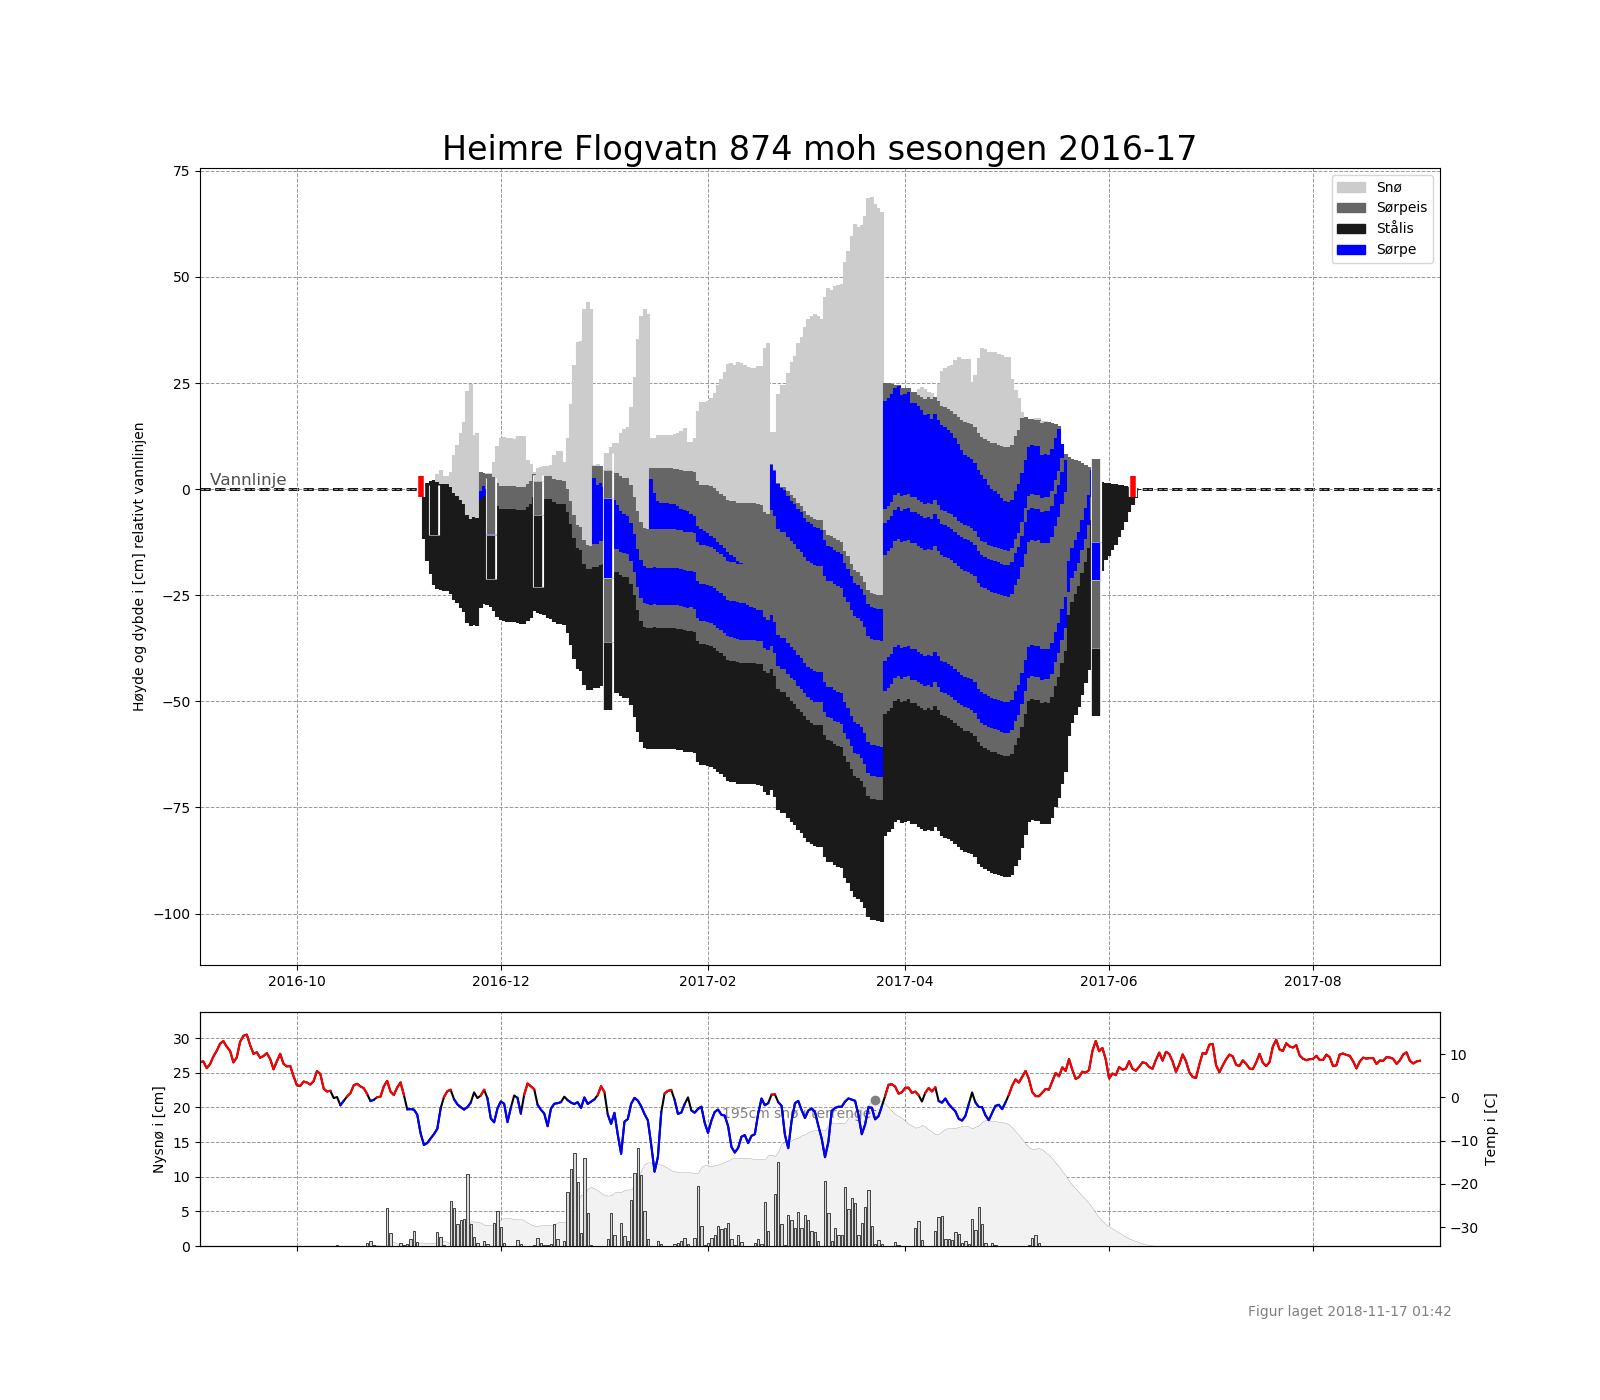 Heimre Flogvatn 874 moh sesongen 2016-17
Høyde og dybde i [cm] relativt vannlinjen
75
50
25
0
−25
−50
−75
−100
Vannlinje
Snø
Sørpeis
Stålis
Sørpe
2016-10 2016-12 2017-02 2017-04 2017-06 2017-08
Nysnø i [cm]
30
25
20
15
10
5
0
195cm snø i terrenget
10
0
−10
−20
−30
Temp i [C]
Figur laget 2018-11-17 01:42